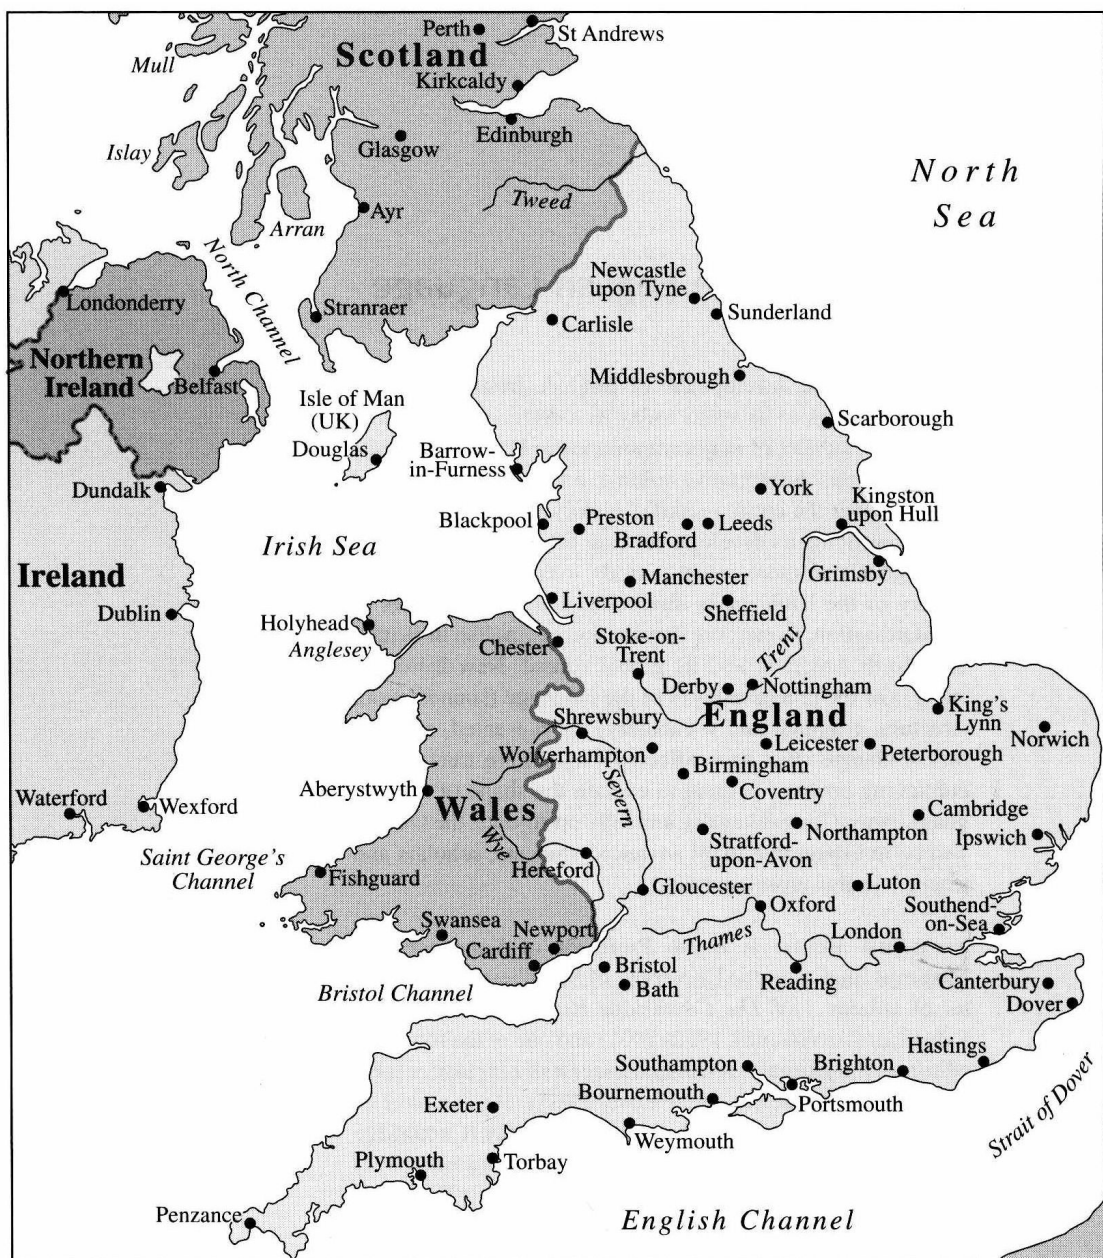 Perth
St Andrews
Scotland
Mull
Kirkcaldy
Edinburgh
Islay
Glasgow
North
Sea
Tweed
Ayr
Arran
North Channel
Newcastle
upon Tyne
Londonderry
Stranraer
Carlisle
Sunderland
Northern
Ireland
Belfast
Middlesbrough
Isle of Man
(UK)
Douglas
Scarborough
Barrow-
in-Furness
Dundalk
York
Kingston
upon Hull
Blackpool
Preston
Bradford
Leeds
Irish Sea
Ireland
Manchester
Grimsby
Liverpool
Sheffield
Dublin
Holyhead
Anglesey
Chester
Stoke-on-
Trent
Trent
Derby
Nottingham
England
King's
Lynn
Norwich
Shrewsbury
Wolverhampton
Leicester
Peterborough
Birmingham
Coventry
Severn
Aberystwyth
Wales
Waterford
Wexford
Cambridge
Northampton
Ipswich
Wye
Stratford-
upon-Avon
Saint George's
Channel
Hereford
Fishguard
Gloucester
Luton
Oxford
Southend-
on-Sea
Swansea
Newport
Thames
London
Cardiff
Bristol
Bath
Reading
Canterbury
Dover
Bristol Channel
Southampton
Brighton
Hastings
Bournemouth
Portsmouth
Strait of Dover
Exeter
Weymouth
Plymouth
Torbay
Penzance
English Channel